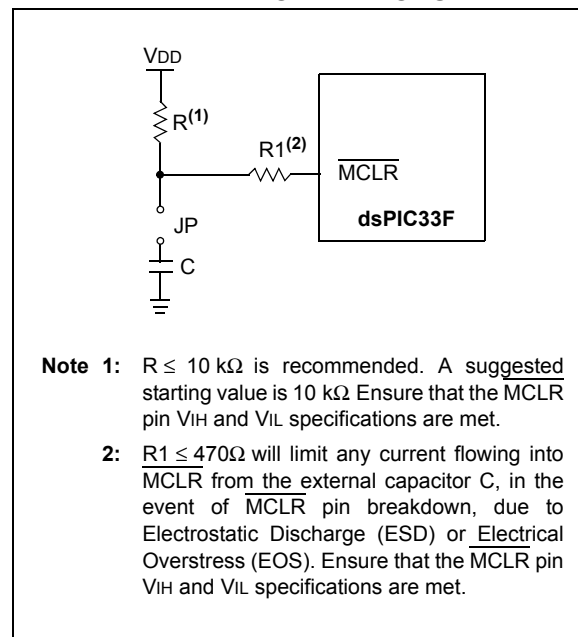 VDD
R(1)
R1(2)
MCLR
dsPIC33F
JP
C
Note 1: R ≤ 10 kΩ is recommended. A suggested
starting value is 10 kΩ Ensure that the MCLR
pin VIH and VIL specifications are met.
2: R1 ≤ 470Ω will limit any current flowing into
MCLR from the external capacitor C, in the
event of MCLR pin breakdown, due to
Electrostatic Discharge (ESD) or Electrical
Overstress (EOS). Ensure that the MCLR pin
VIH and VIL specifications are met.